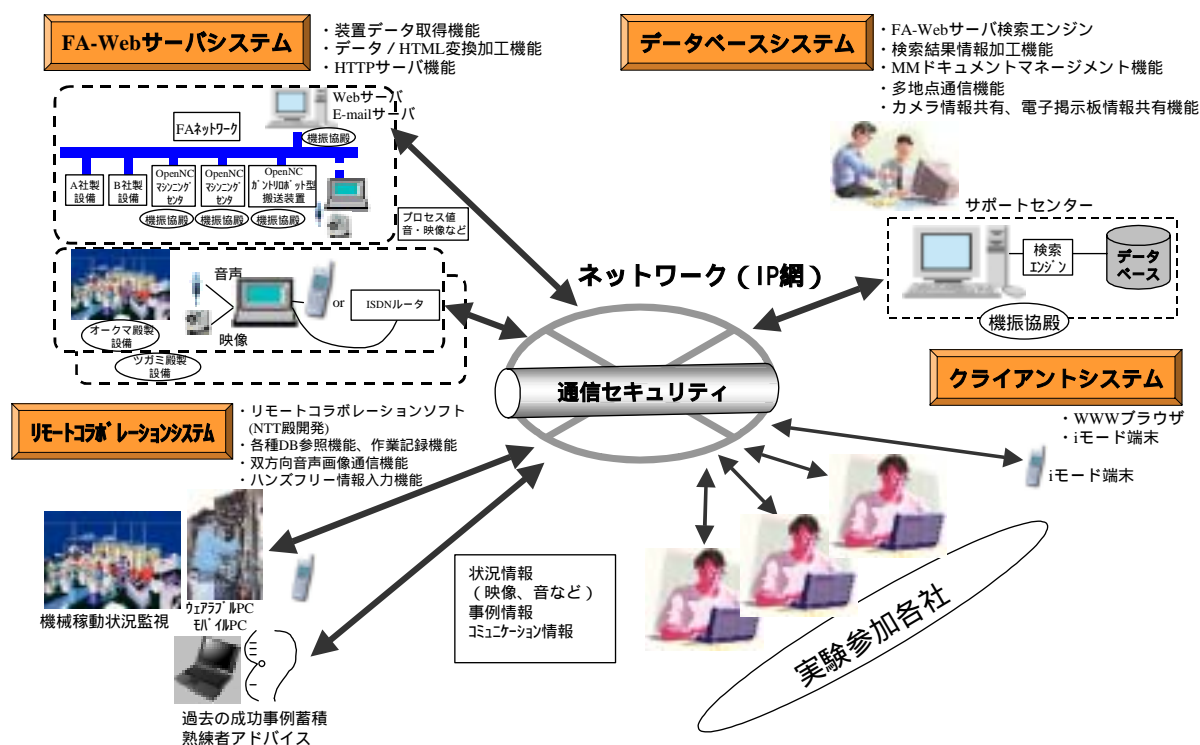 FA-Webサーバシステム
・装置データ取得機能
・データ／HTML変換加工機能
・HTTPサーバ機能
Webサーバ
E-mailサーバ
機振協殿
FAネットワーク
A社製
設備
B社製
設備
OpenNC
マシニング
センタ
OpenNC
マシニング
センタ
OpenNC
ガントリロボット型
搬送装置
機振協殿
機振協殿
機振協殿
プロセス値
音・映像など
音声
映像
or
ISDNルータ
オークマ殿製
設備
ツガミ殿製
設備
データベースシステム
・FA-Webサーバ検索エンジン
・検索結果情報加工機能
・MMドキュメントマネージメント機能
・多地点通信機能
・カメラ情報共有、電子掲示板情報共有機能
サポートセンター
検索
エンジン
データ
ベース
機振協殿
ネットワーク（IP網）
通信セキュリティ
クライアントシステム
・WWWブラウザ
・iモード端末
iモード端末
リモートコラボレーションシステム
・リモートコラボレーションソフト
(NTT殿開発)
・各種DB参照機能、作業記録機能
・双方向音声画像通信機能
・ハンズフリー情報入力機能
機械稼動状況監視
ウェアラブルPC
モバイルPC
過去の成功事例蓄積
熟練者アドバイス
状況情報
（映像、音など）
事例情報
コミュニケーション情報
実験参加各社